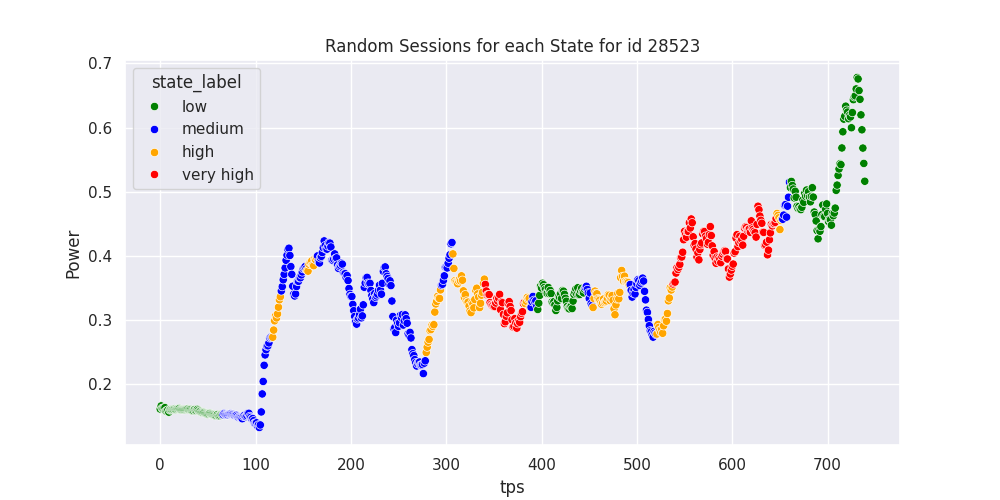 Random Sessions for each State for id 28523
state_label
low
medium
high
very high
Power
0.7
0.6
0.5
0.4
0.3
0.2
0 100 200 300 400 500 600 700
tps